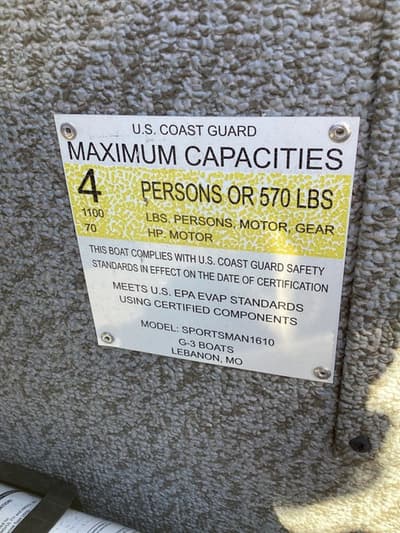 U.S. COAST GUARD
MAXIMUM CAPACITIES
4 PERSONS OR 570 LBS
1100 LBS. PERSONS, MOTOR, GEAR
70 HP. MOTOR
THIS BOAT COMPLIES WITH U.S. COAST GUARD SAFETY
STANDARDS IN EFFECT ON THE DATE OF CERTIFICATION
MEETS U.S. EPA EVAP STANDARDS
USING CERTIFIED COMPONENTS
MODEL: SPORTSMAN1610
G-3 BOATS
LEBANON, MO